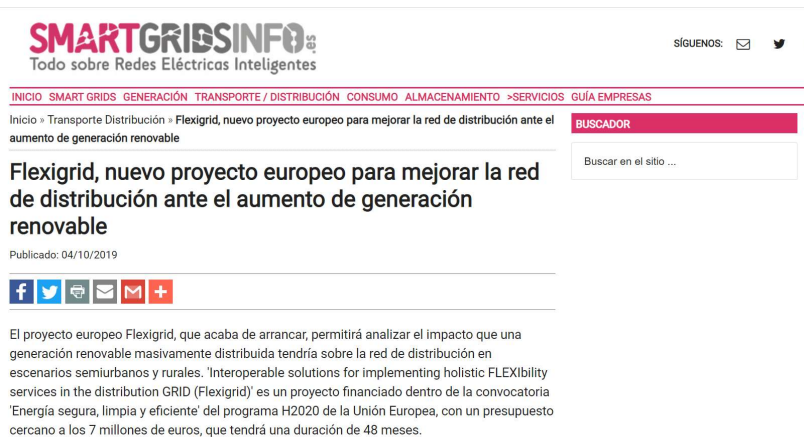 SMARTGRIDSINFO.es
Todo sobre Redes Eléctricas Inteligentes
SÍGUENOS:
INICIO SMART GRIDS GENERACIÓN TRANSPORTE / DISTRIBUCIÓN CONSUMO ALMACENAMIENTO >SERVICIOS GUÍA EMPRESAS
Inicio » Transporte Distribución » Flexigrid, nuevo proyecto europeo para mejorar la red de distribución ante el
aumento de generación renovable
BUSCADOR
Buscar en el sitio ...
Flexigrid, nuevo proyecto europeo para mejorar la red
de distribución ante el aumento de generación
renovable
Publicado: 04/10/2019
El proyecto europeo Flexigrid, que acaba de arrancar, permitirá analizar el impacto que una
generación renovable masivamente distribuida tendría sobre la red de distribución en
escenarios semiurbanos y rurales. 'Interoperable solutions for implementing holistic FLEXIbility
services in the distribution GRID (Flexigrid)' es un proyecto financiado dentro de la convocatoria
'Energía segura, limpia y eficiente' del programa H2020 de la Unión Europea, con un presupuesto
cercano a los 7 millones de euros, que tendrá una duración de 48 meses.